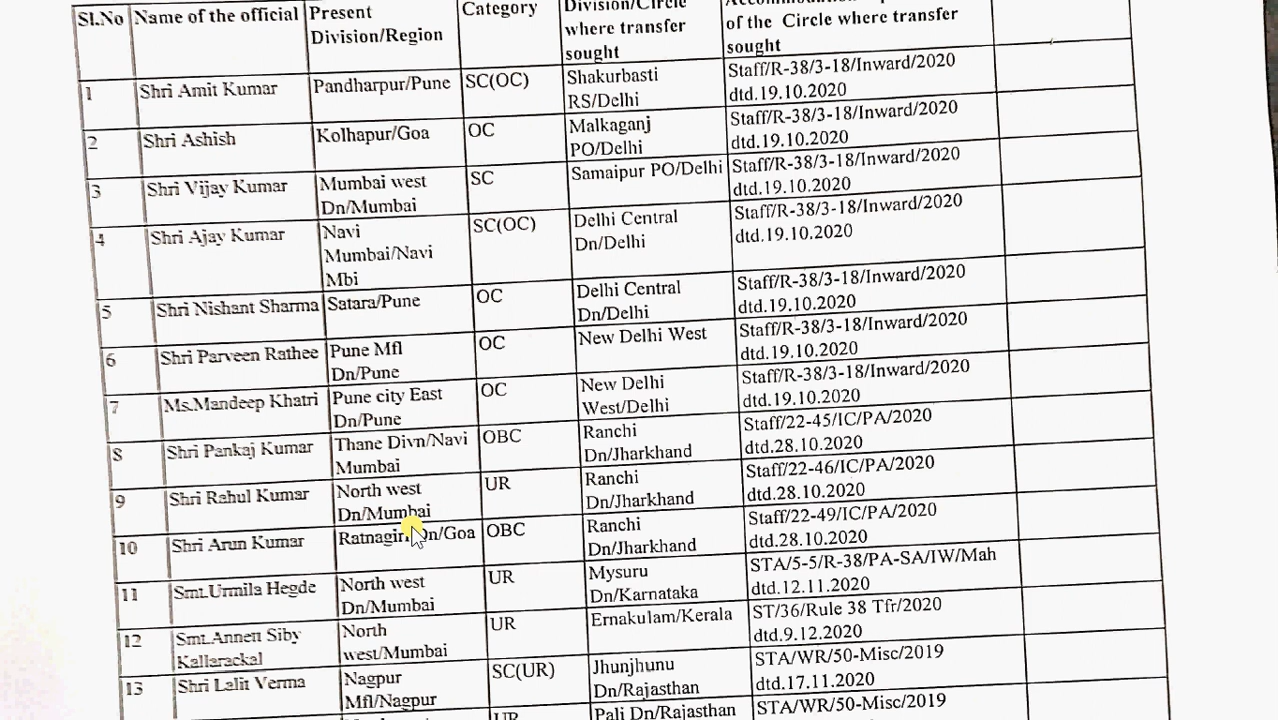 Sl.No Name of the official Present Division/Region Category Division/Circle where transfer sought of the Circle where transfer sought
1 Shri Amit Kumar Pandharpur/Pune SC(OC) Shakurbasti RS/Delhi Staff/R-38/3-18/Inward/2020 dtd.19.10.2020
2 Shri Ashish Kolhapur/Goa OC Malkaganj PO/Delhi Staff/R-38/3-18/Inward/2020 dtd.19.10.2020
3 Shri Vijay Kumar Mumbai west Dn/Mumbai SC Samaipur PO/Delhi Staff/R-38/3-18/Inward/2020 dtd.19.10.2020
4 Shri Ajay Kumar Navi Mumbai/Navi Mbi SC(OC) Delhi Central Dn/Delhi Staff/R-38/3-18/Inward/2020 dtd.19.10.2020
5 Shri Nishant Sharma Satara/Pune OC Delhi Central Dn/Delhi Staff/R-38/3-18/Inward/2020 dtd.19.10.2020
6 Shri Parveen Rathee Pune Mfl Dn/Pune OC New Delhi West Staff/R-38/3-18/Inward/2020 dtd.19.10.2020
7 Ms.Mandeep Khatri Pune city East Dn/Pune OC New Delhi West/Delhi Staff/R-38/3-18/Inward/2020 dtd.19.10.2020
8 Shri Pankaj Kumar Thane Divn/Navi Mumbai OBC Ranchi Dn/Jharkhand Staff/22-45/IC/PA/2020 dtd.28.10.2020
9 Shri Rahul Kumar North west Dn/Mumbai UR Ranchi Dn/Jharkhand Staff/22-46/IC/PA/2020 dtd.28.10.2020
10 Shri Arun Kumar Ratnagiri Dn/Goa OBC Ranchi Dn/Jharkhand Staff/22-49/IC/PA/2020 dtd.28.10.2020
11 Smt.Urmila Hegde North west Dn/Mumbai UR Mysuru Dn/Karnataka STA/5-5/R-38/PA-SA/IW/Mah dtd.12.11.2020
12 Smt.Annett Siby Kallarackal North west/Mumbai UR Ernakulam/Kerala ST/36/Rule 38 Tfr/2020 dtd.9.12.2020
13 Shri Lalit Verma Nagpur Mfl/Nagpur SC(UR) Jhunjhunu Dn/Rajasthan STA/WR/50-Misc/2019 dtd.17.11.2020
UR Pali Dn/Rajasthan STA/WR/50-Misc/2019